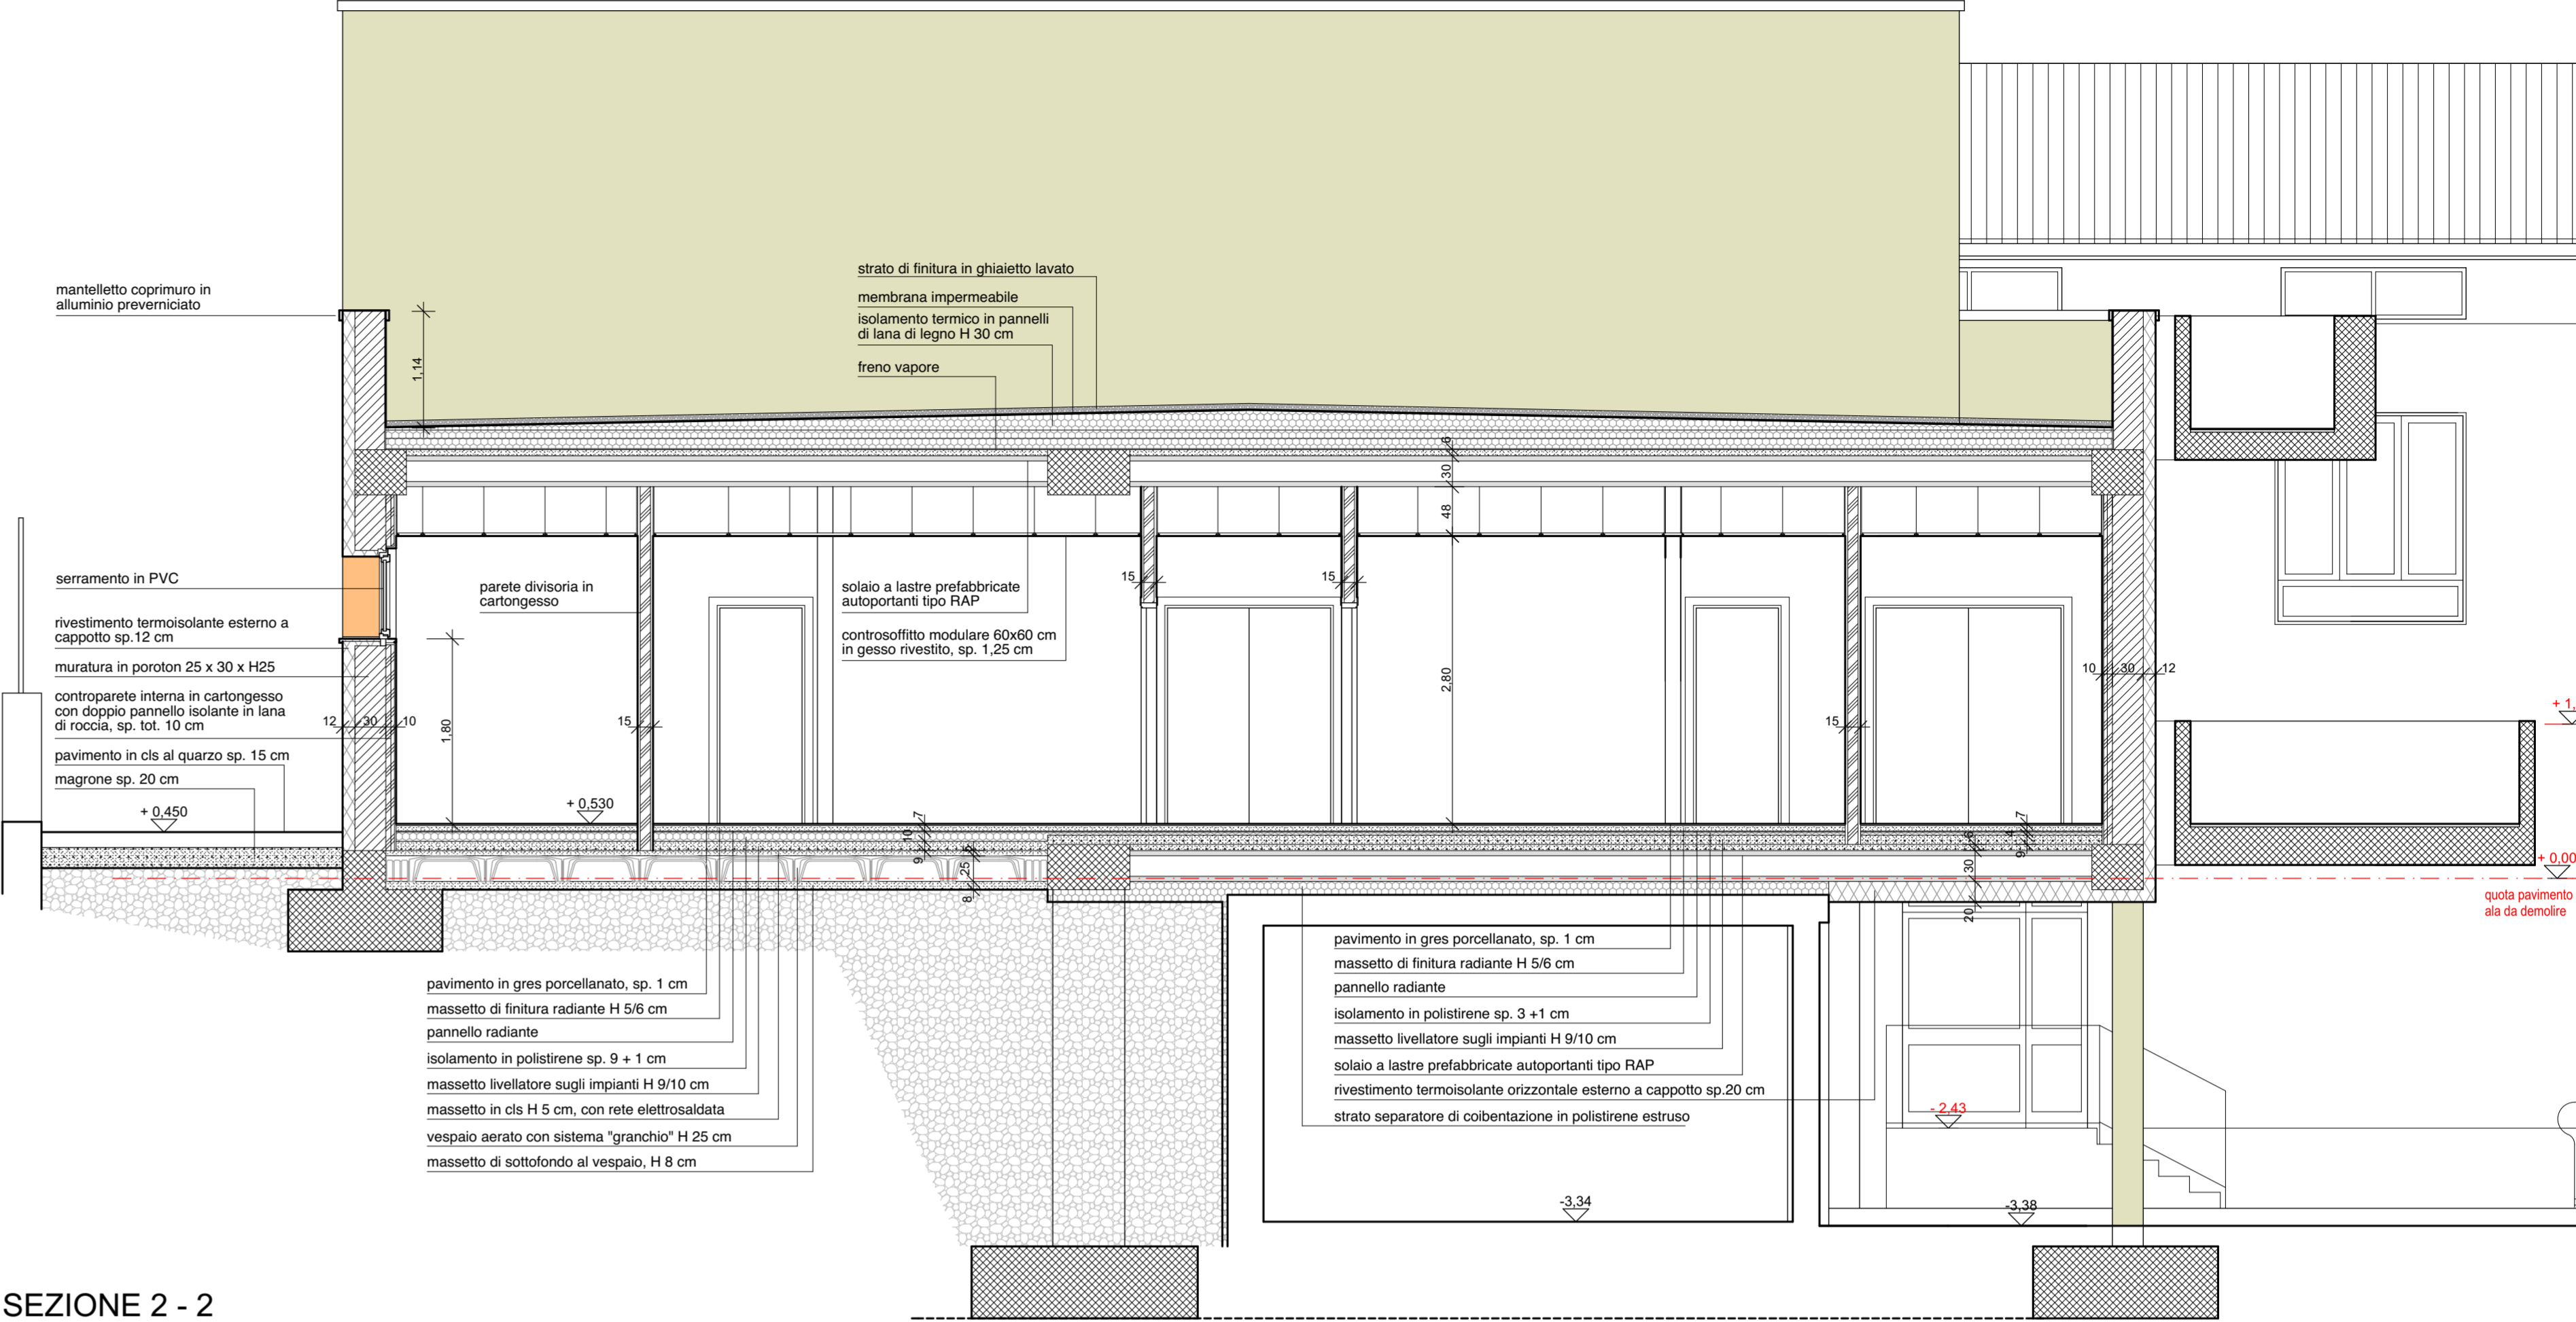 mantelletto coprimuro in
alluminio preverniciato
strato di finitura in ghiaietto lavato
membrana impermeabile
isolamento termico in pannelli
di lana di legno H 30 cm
freno vapore
1,14
6
30
48
2,80
serramento in PVC
rivestimento termoisolante esterno a
cappotto sp.12 cm
muratura in poroton 25 x 30 x H25
controparete interna in cartongesso
con doppio pannello isolante in lana
di roccia, sp. tot. 10 cm
pavimento in cls al quarzo sp. 15 cm
magrone sp. 20 cm
+ 0,450
12
30
10
1,80
parete divisoria in
cartongesso
15
+ 0,530
solaio a lastre prefabbricate
autoportanti tipo RAP
controsoffitto modulare 60x60 cm
in gesso rivestito, sp. 1,25 cm
15
15
15
10
30
12
7
10
9
5
25
8
7
4
9
6
30
20
+ 1,
+ 0,00
quota pavimento
ala da demolire
pavimento in gres porcellanato, sp. 1 cm
massetto di finitura radiante H 5/6 cm
pannello radiante
isolamento in polistirene sp. 9 + 1 cm
massetto livellatore sugli impianti H 9/10 cm
massetto in cls H 5 cm, con rete elettrosaldata
vespaio aerato con sistema "granchio" H 25 cm
massetto di sottofondo al vespaio, H 8 cm
pavimento in gres porcellanato, sp. 1 cm
massetto di finitura radiante H 5/6 cm
pannello radiante
isolamento in polistirene sp. 3 +1 cm
massetto livellatore sugli impianti H 9/10 cm
solaio a lastre prefabbricate autoportanti tipo RAP
rivestimento termoisolante orizzontale esterno a cappotto sp.20 cm
strato separatore di coibentazione in polistirene estruso
- 2,43
-3,34
-3,38
SEZIONE 2 - 2